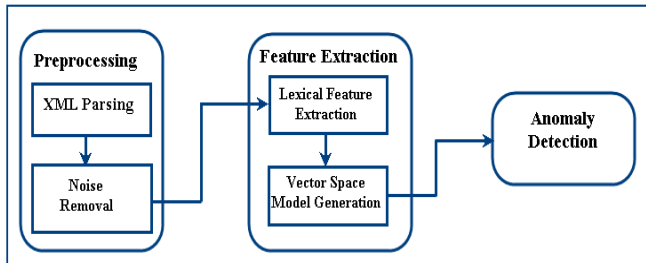 Preprocessing
XML Parsing
Noise
Removal
Feature Extraction
Lexical Feature
Extraction
Vector Space
Model Generation
Anomaly
Detection